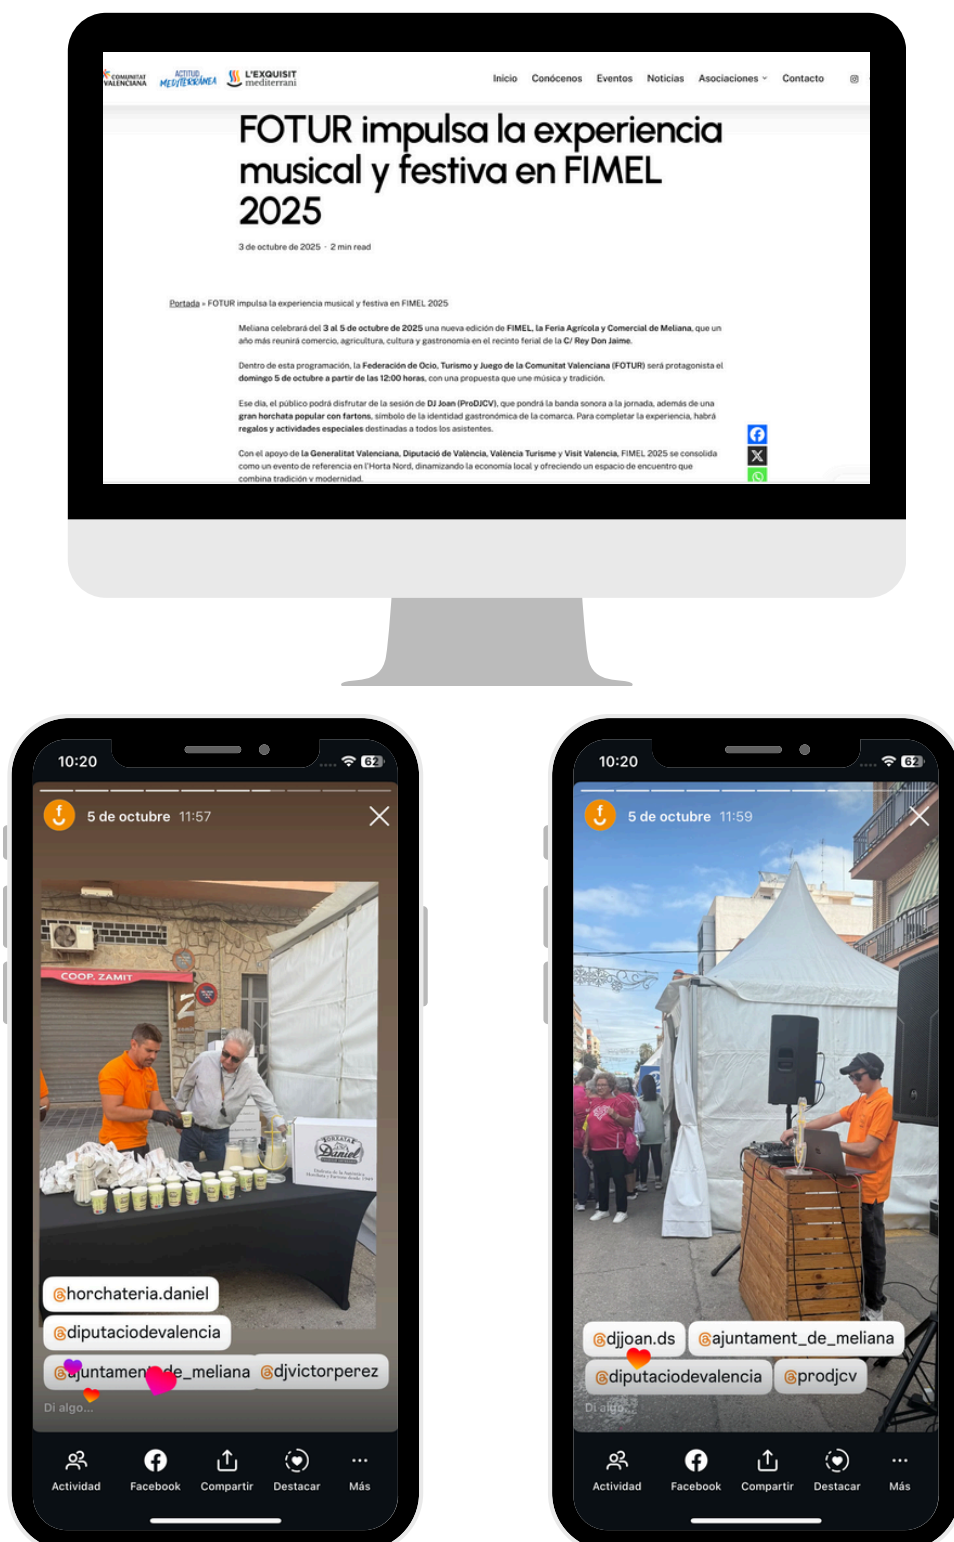 COMUNITAT
VALENCIANA
ACTITUD
MEDITERRÀNEA
L'EXQUISIT
mediterrani
Inicio Conócenos Eventos Noticias Asociaciones Contacto
FOTUR impulsa la experiencia
musical y festiva en FIMEL
2025
3 de octubre de 2025 · 2 min read
Portada » FOTUR impulsa la experiencia musical y festiva en FIMEL 2025
Meliana celebrará del 3 al 5 de octubre de 2025 una nueva edición de FIMEL, la Feria Agrícola y Comercial de Meliana, que un
año más reunirá comercio, agricultura, cultura y gastronomía en el recinto ferial de la C/ Rey Don Jaime.
Dentro de esta programación, la Federación de Ocio, Turismo y Juego de la Comunitat Valenciana (FOTUR) será protagonista el
domingo 5 de octubre a partir de las 12:00 horas, con una propuesta que une música y tradición.
Ese día, el público podrá disfrutar de la sesión de DJ Joan (ProDJCV), que pondrá la banda sonora a la jornada, además de una
gran horchata popular con fartons, símbolo de la identidad gastronómica de la comarca. Para completar la experiencia, habrá
regalos y actividades especiales destinadas a todos los asistentes.
Con el apoyo de la Generalitat Valenciana, Diputació de València, València Turisme y Visit Valencia, FIMEL 2025 se consolida
como un evento de referencia en l'Horta Nord, dinamizando la economía local y ofreciendo un espacio de encuentro que
combina tradición y modernidad.
10:20 62
f
5 de octubre 11:57
COOP. ZAMIT
Z
HORCHATA
Daniel
@horchateria.daniel
@diputaciodevalencia
@ajuntament_de_meliana @djvictorperez
Di algo...
Actividad Facebook Compartir Destacar Más
10:20 62
f
5 de octubre 11:59
@djjoan.ds @ajuntament_de_meliana
@diputaciodevalencia @prodjcv
Di algo...
Actividad Facebook Compartir Destacar Más